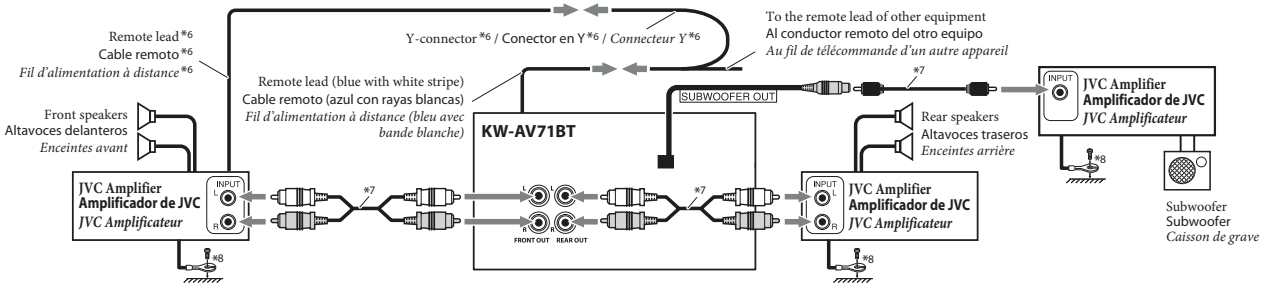 Remote lead*6
Cable remoto*6
Fil d'alimentation à distance*6
Y-connector*6 / Conector en Y*6 / Connecteur Y*6
To the remote lead of other equipment
Al conductor remoto del otro equipo
Au fil de télécommande d'un autre appareil
Remote lead (blue with white stripe)
Cable remoto (azul con rayas blancas)
Fil d'alimentation à distance (bleu avec
bande blanche)
SUBWOOFER OUT
*7
INPUT
JVC Amplifier
Amplificador de JVC
JVC Amplificateur
*8
Subwoofer
Subwoofer
Caisson de grave
Front speakers
Altavoces delanteros
Enceintes avant
KW-AV71BT
Rear speakers
Altavoces traseros
Enceintes arrière
JVC Amplifier
Amplificador de JVC
JVC Amplificateur
INPUT
L
R
*7
L
R
FRONT OUT
L
R
REAR OUT
*7
INPUT
L
R
JVC Amplifier
Amplificador de JVC
JVC Amplificateur
*8
*8